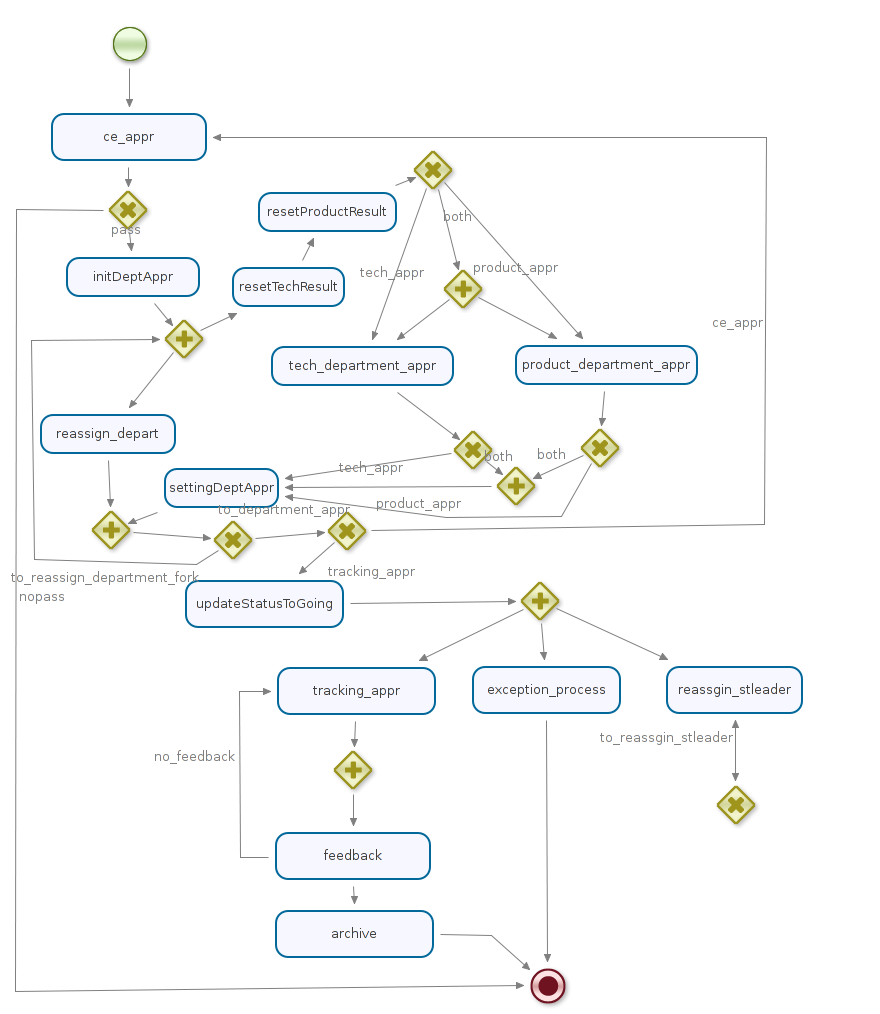 ce_appr
pass
initDeptAppr
resetProductResult
both
tech_appr
product_appr
resetTechResult
ce_appr
tech_department_appr
product_department_appr
reassign_depart
both
both
tech_appr
settingDeptAppr
product_appr
to_department_appr
tracking_appr
to_reassign_department_fork
nopass
updateStatusToGoing
tracking_appr
exception_process
reassgin_stleader
to_reassgin_stleader
no_feedback
feedback
archive